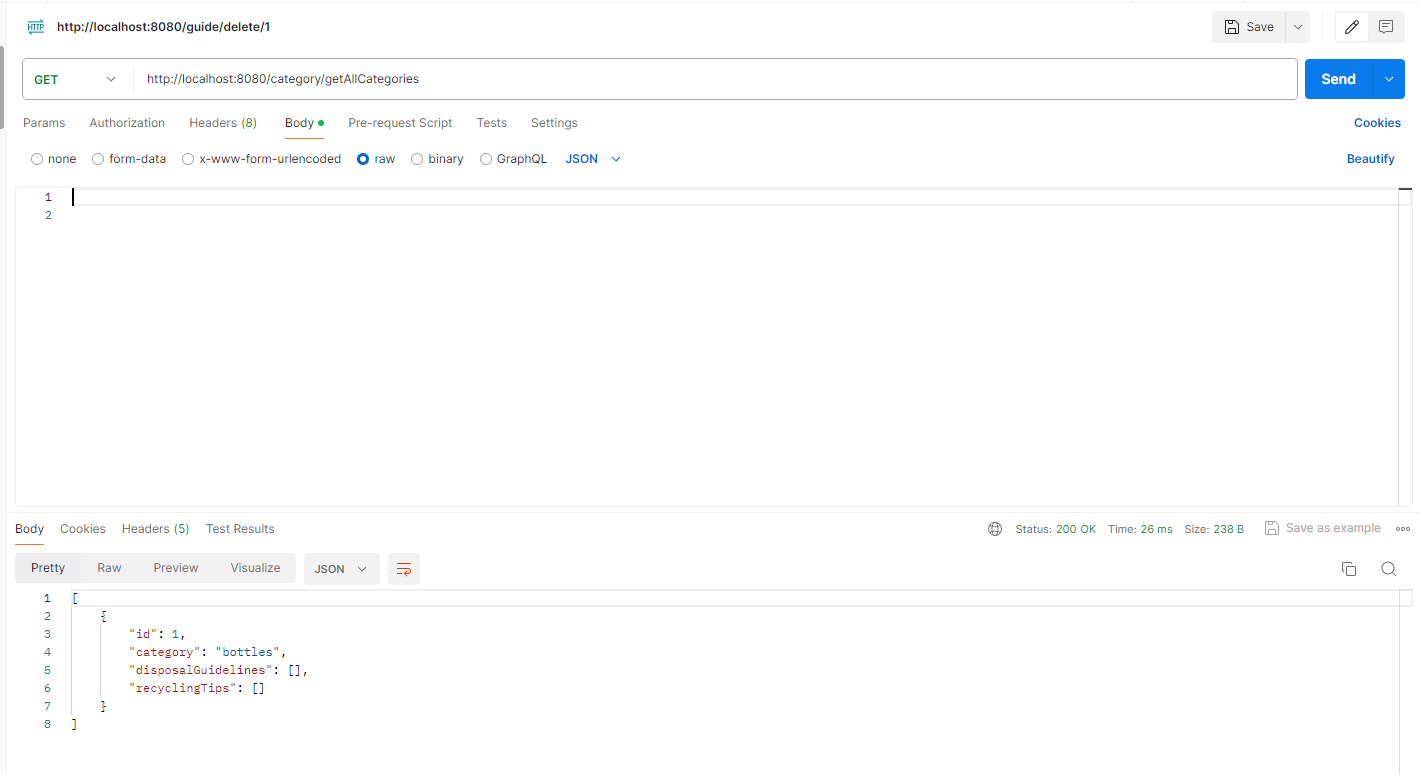 HTTP http://localhost:8080/guide/delete/1 Save
GET http://localhost:8080/category/getAllCategories Send
Params Authorization Headers (8) Body Pre-request Script Tests Settings Cookies
none form-data x-www-form-urlencoded raw binary GraphQL JSON Beautify
1
2
Body Cookies Headers (5) Test Results Status: 200 OK Time: 26 ms Size: 238 B Save as example
Pretty Raw Preview Visualize JSON
1 [
2 {
3 "id": 1,
4 "category": "bottles",
5 "disposalGuidelines": [],
6 "recyclingTips": []
7 }
8 ]